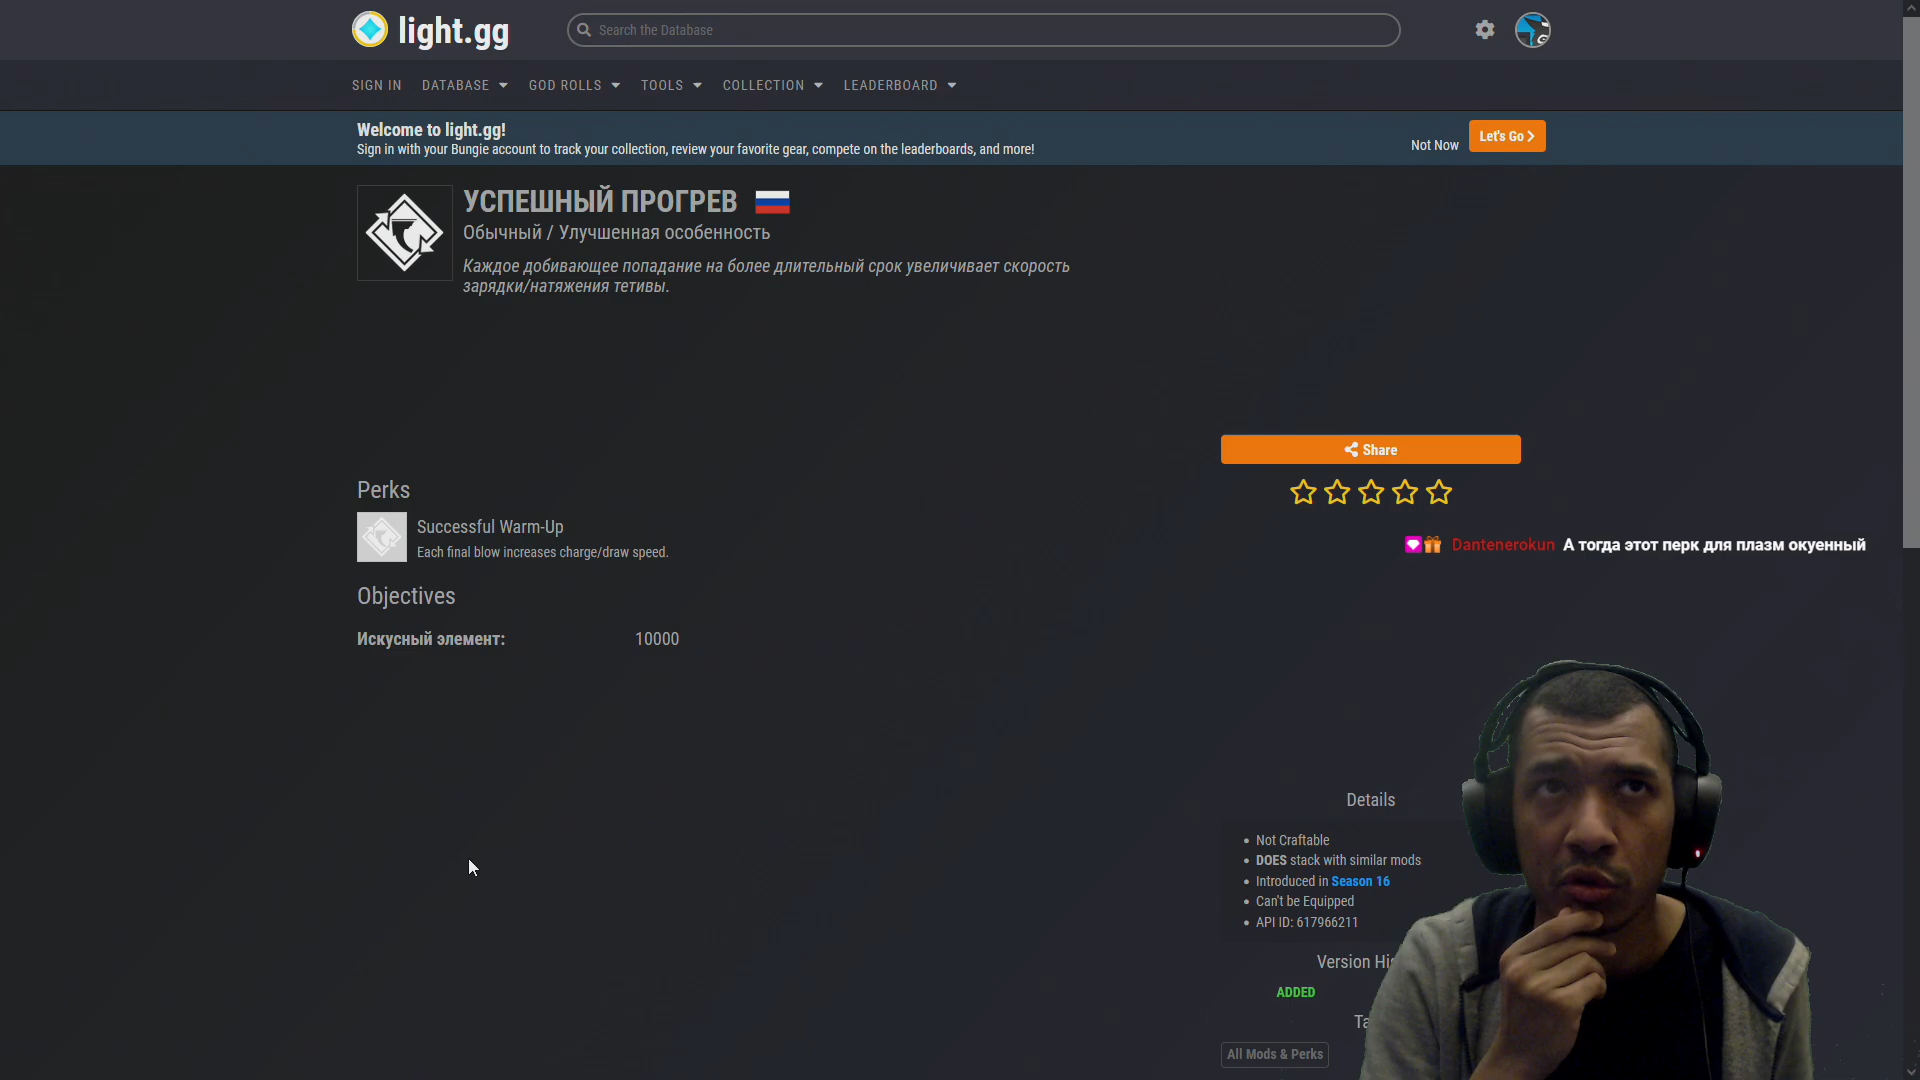 light.gg
Search the Database
SIGN IN DATABASE GOD ROLLS TOOLS COLLECTION LEADERBOARD
Welcome to light.gg!
Sign in with your Bungie account to track your collection, review your favorite gear, compete on the leaderboards, and more!
Not Now
Let's Go
УСПЕШНЫЙ ПРОГРЕВ
Обычный / Улучшенная особенность
Каждое добивающее попадание на более длительный срок увеличивает скорость
зарядки/натяжения тетивы.
Share
Perks
Successful Warm-Up
Each final blow increases charge/draw speed.
Dantenerokun А тогда этот перк для плазм окуенный
Objectives
Искусный элемент: 10000
Details
Not Craftable
DOES stack with similar mods
Introduced in Season 16
Can't be Equipped
API ID: 617966211
Version His
ADDED
Ta
All Mods & Perks